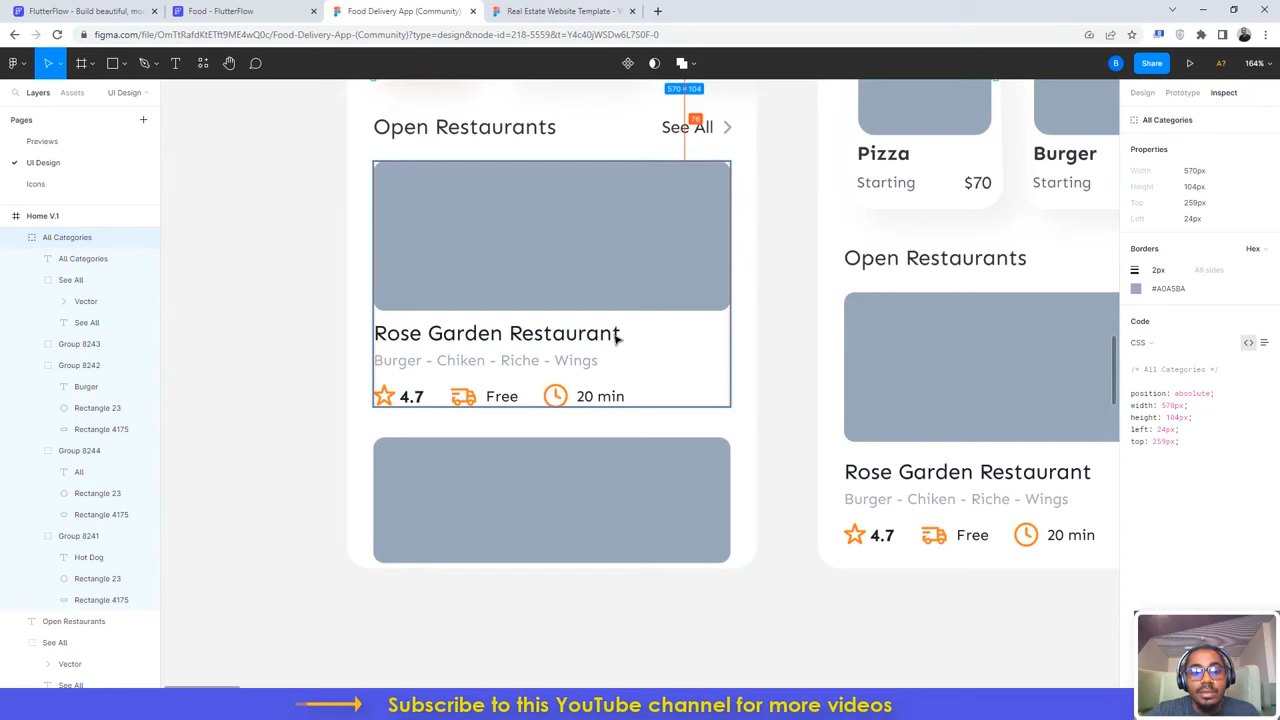 FlutterFlow - Build beautiful, mo
Food - FlutterFlow
Food Delivery App (Community)
Real Estate Website Template - W
figma.com/file/OmTtRafdKtETft9ME4wQ0c/Food-Delivery-App-(Community)?type=design&node-id=218-5559&t=Y4c40jWSDw6L7S0F-0
B
Share
A?
164%
Layers
Assets
UI Design
Design
Prototype
Inspect
Pages
Previews
UI Design
Icons
Home V.1
All Categories
All Categories
See All
Vector
See All
Group 8243
Group 8242
Burger
Rectangle 23
Rectangle 4175
Group 8244
All
Rectangle 23
Rectangle 4175
Group 8241
Hot Dog
Rectangle 23
Rectangle 4175
Open Restaurants
See All
Vector
See All
570 × 104
76
Open Restaurants
See All
Rose Garden Restaurant
Burger - Chiken - Riche - Wings
4.7
Free
20 min
Pizza
Starting
$70
Burger
Starting
Open Restaurants
Rose Garden Restaurant
Burger - Chiken - Riche - Wings
4.7
Free
20 min
All Categories
Properties
Width 570px
Height 104px
Top 259px
Left 24px
Borders
Hex
2px
All sides
#A0A5BA
Code
CSS
/* All Categories */
position: absolute;
width: 570px;
height: 104px;
left: 24px;
top: 259px;
Subscribe to this YouTube channel for more videos